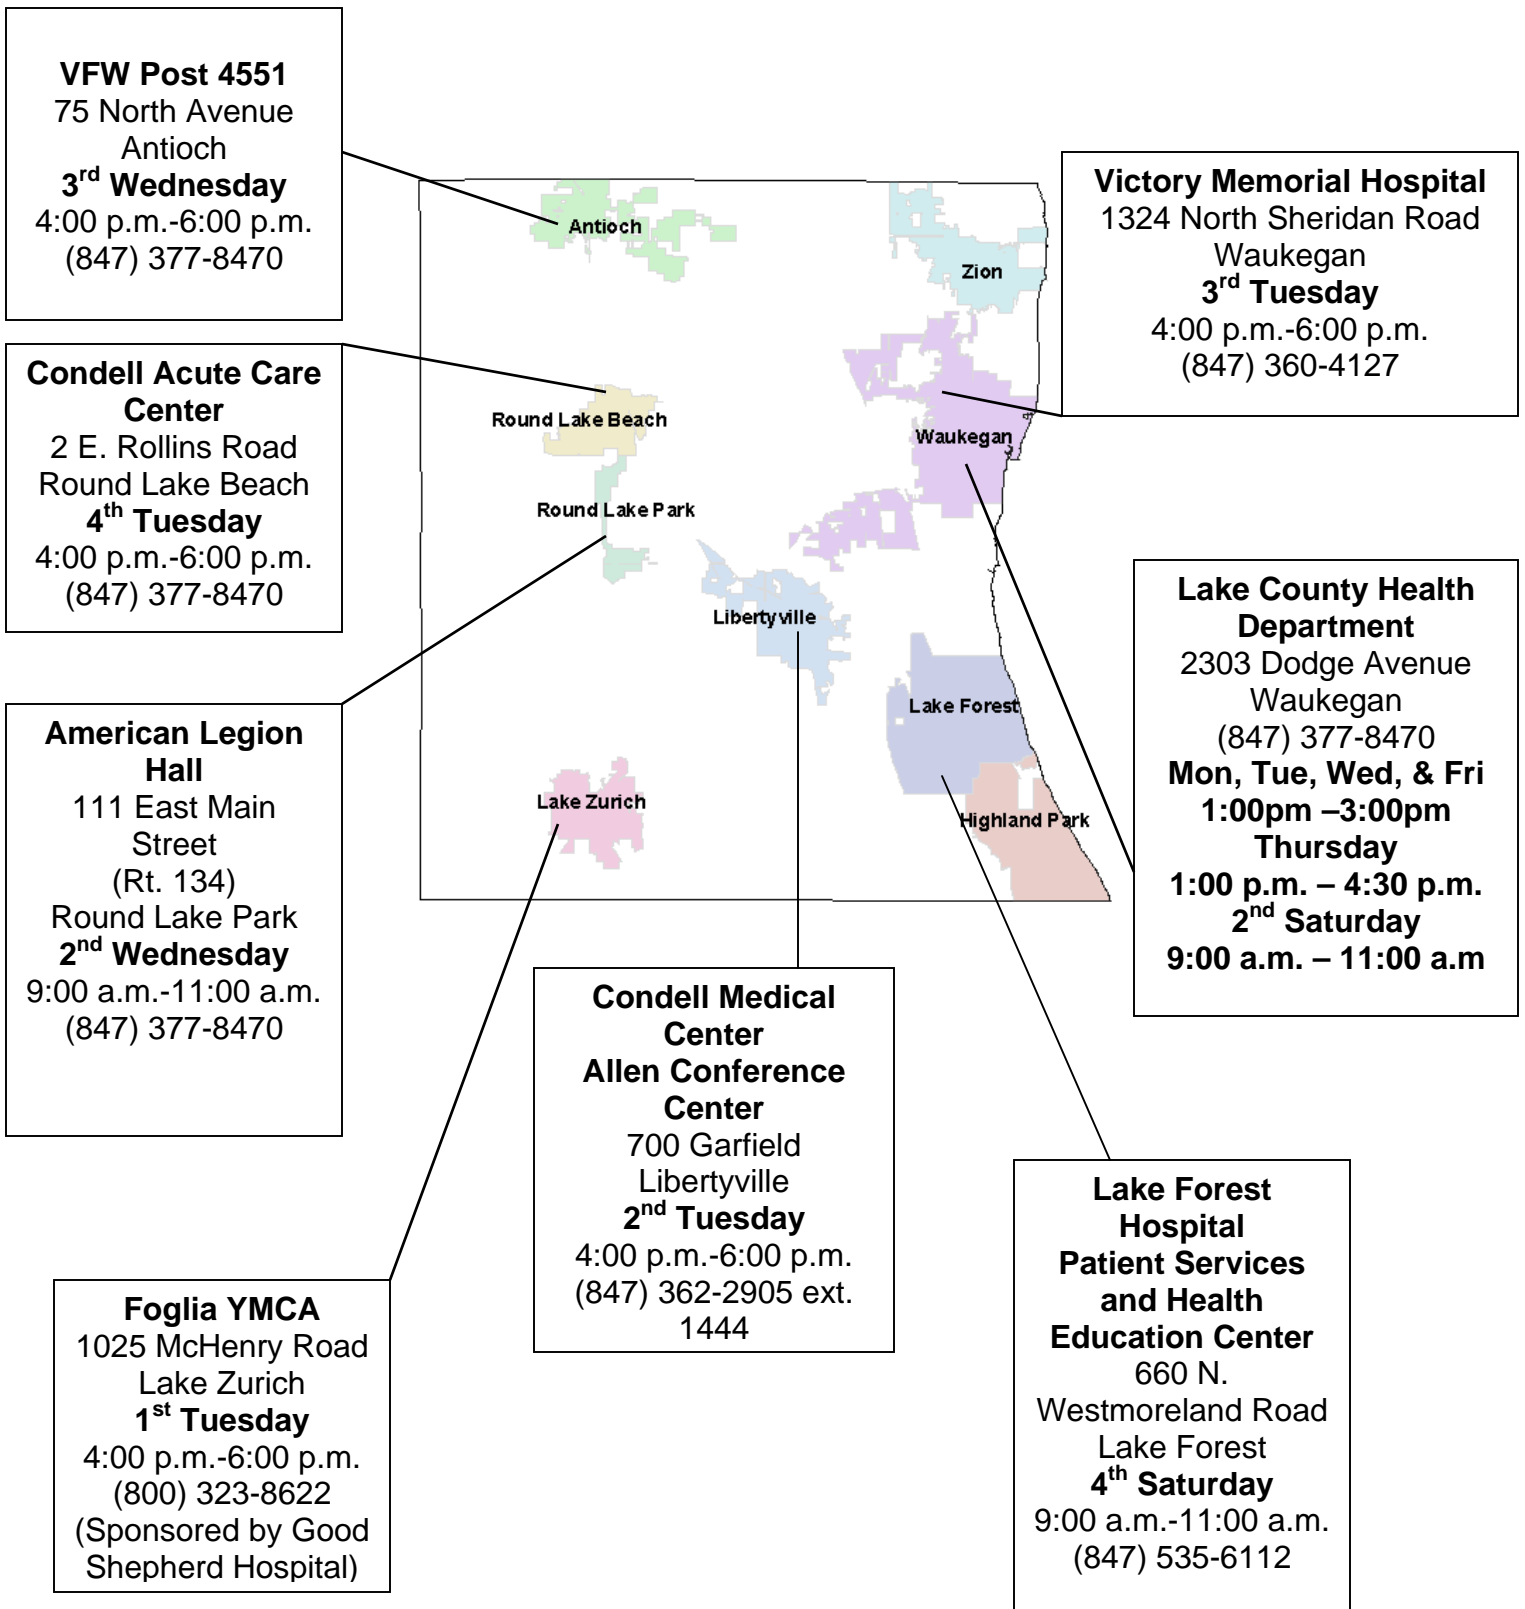 VFW Post 4551
75 North Avenue
Antioch
3rd Wednesday
4:00 p.m.-6:00 p.m.
(847) 377-8470
Condell Acute Care
Center
2 E. Rollins Road
Round Lake Beach
4th Tuesday
4:00 p.m.-6:00 p.m.
(847) 377-8470
American Legion
Hall
111 East Main
Street
(Rt. 134)
Round Lake Park
2nd Wednesday
9:00 a.m.-11:00 a.m.
(847) 377-8470
Foglia YMCA
1025 McHenry Road
Lake Zurich
1st Tuesday
4:00 p.m.-6:00 p.m.
(800) 323-8622
(Sponsored by Good
Shepherd Hospital)
Antioch
Zion
Round Lake Beach
Waukegan
Round Lake Park
Libertyville
Lake Forest
Lake Zurich
Highland Park
Condell Medical
Center
Allen Conference
Center
700 Garfield
Libertyville
2nd Tuesday
4:00 p.m.-6:00 p.m.
(847) 362-2905 ext.
1444
Victory Memorial Hospital
1324 North Sheridan Road
Waukegan
3rd Tuesday
4:00 p.m.-6:00 p.m.
(847) 360-4127
Lake County Health
Department
2303 Dodge Avenue
Waukegan
(847) 377-8470
Mon, Tue, Wed, & Fri
1:00pm –3:00pm
Thursday
1:00 p.m. – 4:30 p.m.
2nd Saturday
9:00 a.m. – 11:00 a.m
Lake Forest
Hospital
Patient Services
and Health
Education Center
660 N.
Westmoreland Road
Lake Forest
4th Saturday
9:00 a.m.-11:00 a.m.
(847) 535-6112